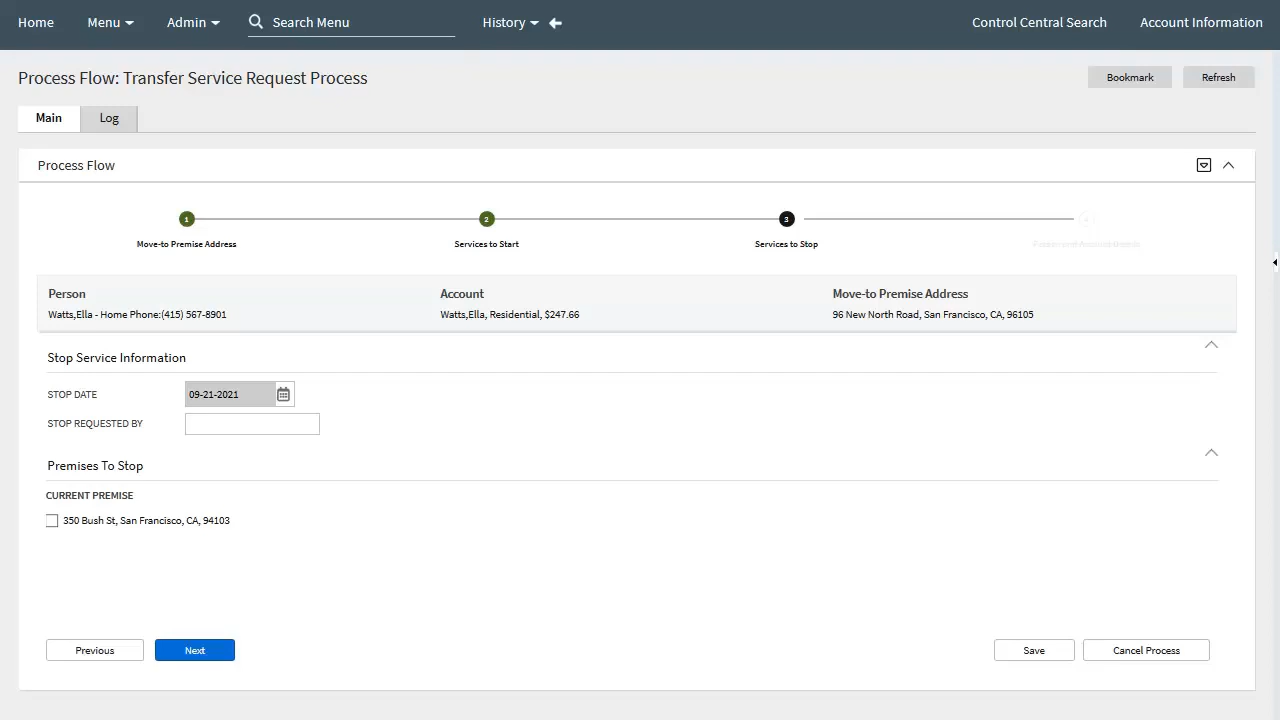 Home Menu Admin Search Menu History Control Central Search Account Information
Process Flow: Transfer Service Request Process Bookmark Refresh
Main Log
Process Flow
1 2 3 4
Move-to Premise Address Services to Start Services to Stop
Person Account Move-to Premise Address
Watts,Ella - Home Phone:(415) 567-8901 Watts,Ella, Residential, $247.66 96 New North Road, San Francisco, CA, 96105
Stop Service Information
STOP DATE 09-21-2021
STOP REQUESTED BY
Premises To Stop
CURRENT PREMISE
350 Bush St, San Francisco, CA, 94103
Previous Next Save Cancel Process